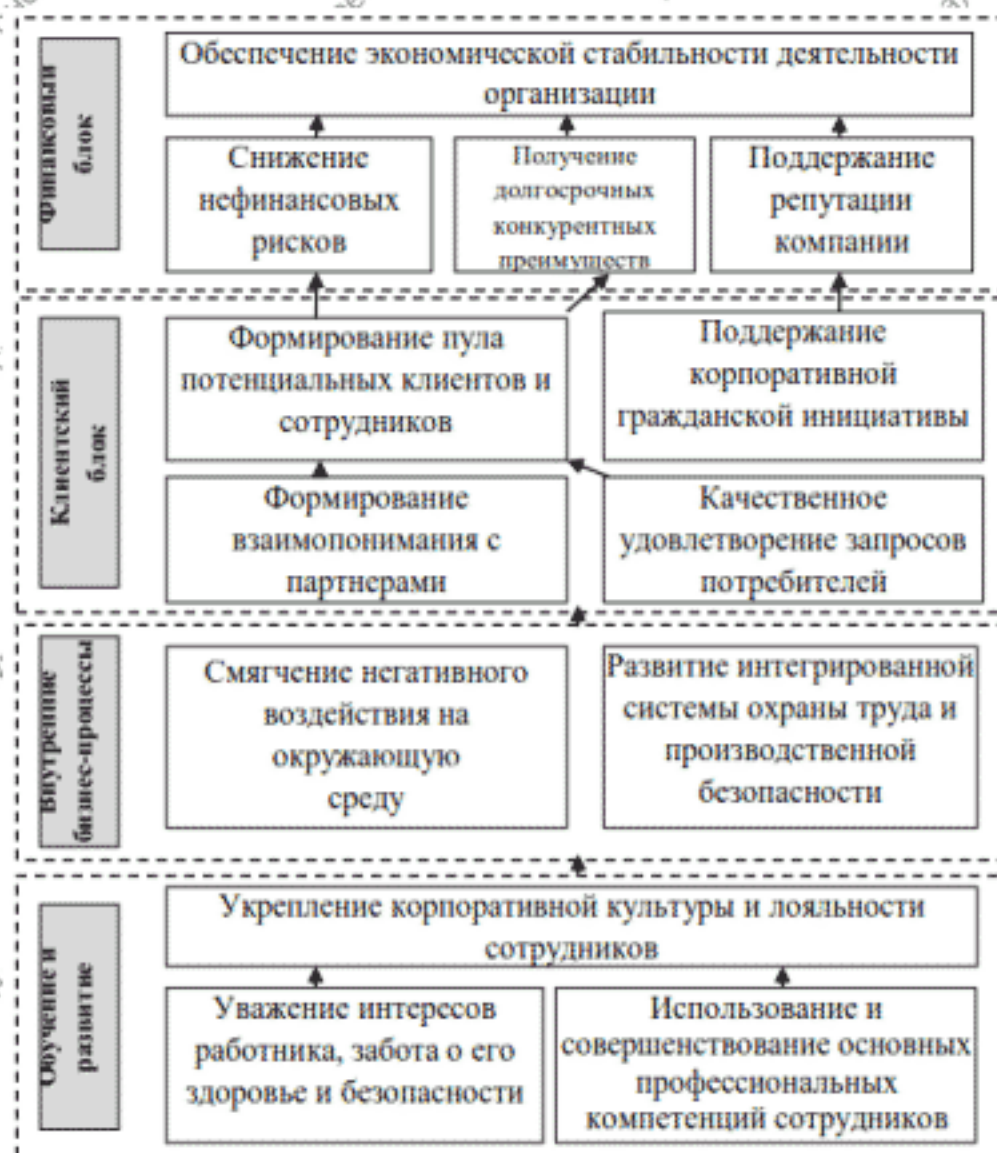 Финансовый
блок
Обеспечение экономической стабильности деятельности
организации
Снижение
нефинансовых
рисков
Получение
долгосрочных
конкурентных
преимуществ
Поддержание
репутации
компании
Клиентский
блок
Формирование пула
потенциальных клиентов и
сотрудников
Поддержание
корпоративной
гражданской инициативы
Формирование
взаимопонимания с
партнерами
Качественное
удовлетворение запросов
потребителей
Внутренние
бизнес-процессы
Смягчение негативного
воздействия на
окружающую
среду
Развитие интегрированной
системы охраны труда и
производственной
безопасности
Обучение и
развитие
Укрепление корпоративной культуры и лояльности
сотрудников
Уважение интересов
работника, забота о его
здоровье и безопасности
Использование и
совершенствование основных
профессиональных
компетенций сотрудников